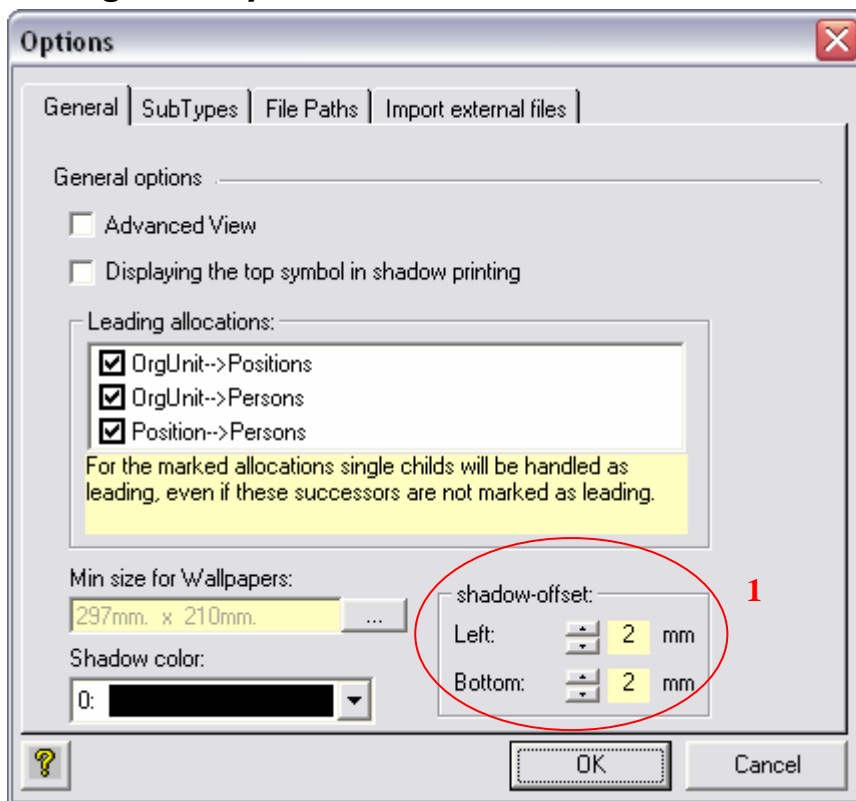 Options
General SubTypes File Paths Import external files
General options
Advanced View
Displaying the top symbol in shadow printing
Leading allocations:
OrgUnit-->Positions
OrgUnit-->Persons
Position-->Persons
For the marked allocations single childs will be handled as
leading, even if these successors are not marked as leading.
Min size for Wallpapers:
297mm. x 210mm. ...
Shadow color:
0:
shadow-offset:
Left: 2 mm
Bottom: 2 mm
1
? OK Cancel